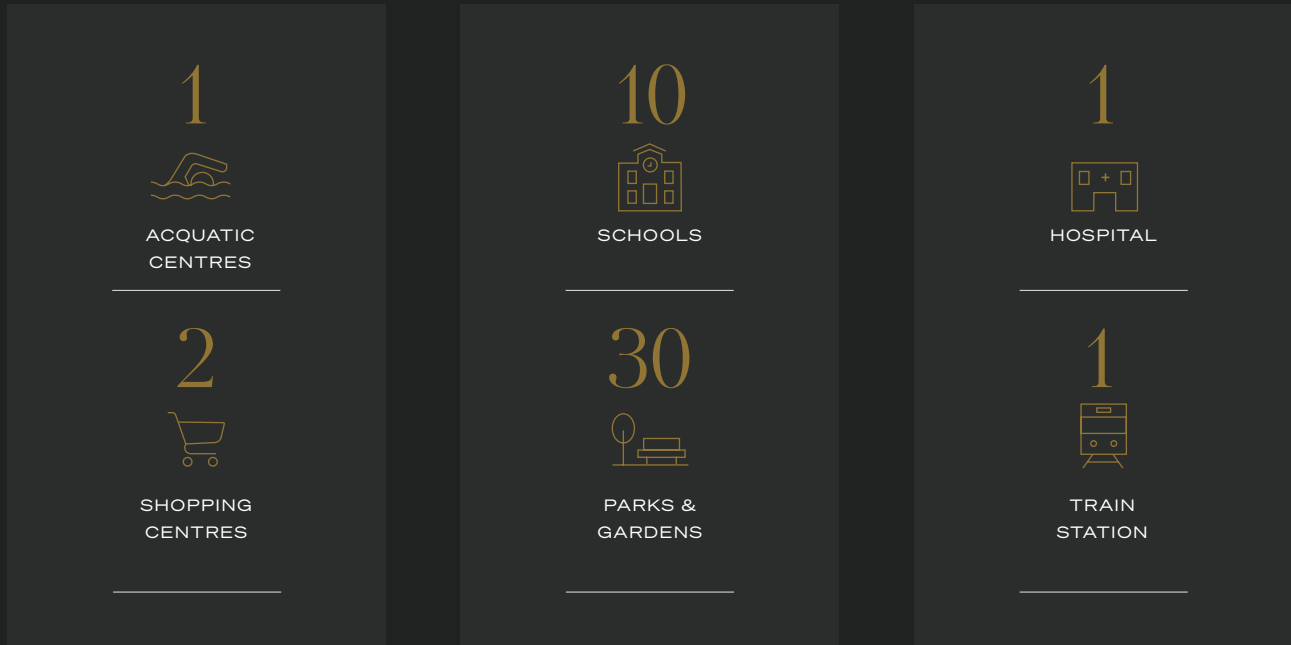 1
ACQUATIC
CENTRES
2
SHOPPING
CENTRES
10
SCHOOLS
30
PARKS &
GARDENS
1
HOSPITAL
1
TRAIN
STATION